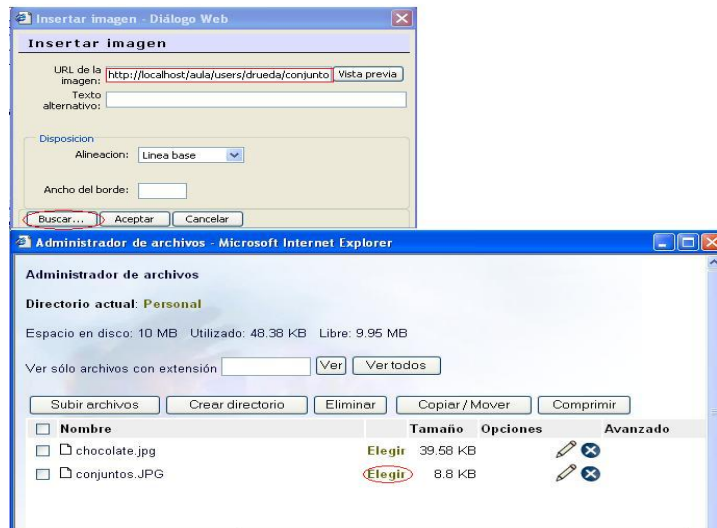 Insertar imagen - Diálogo Web
Insertar imagen
URL de la imagen: http://localhost/aula/users/drueda/conjunto Vista previa
Texto alternativo:
Disposicion
Alineacion: Linea base
Ancho del borde:
Buscar... Aceptar Cancelar
Administrador de archivos - Microsoft Internet Explorer
Administrador de archivos
Directorio actual: Personal
Espacio en disco: 10 MB Utilizado: 48.38 KB Libre: 9.95 MB
Ver sólo archivos con extensión Ver Ver todos
Subir archivos Crear directorio Eliminar Copiar / Mover Comprimir
Nombre Tamaño Opciones Avanzado
chocolate.jpg Elegir 39.58 KB
conjuntos.JPG Elegir 8.8 KB